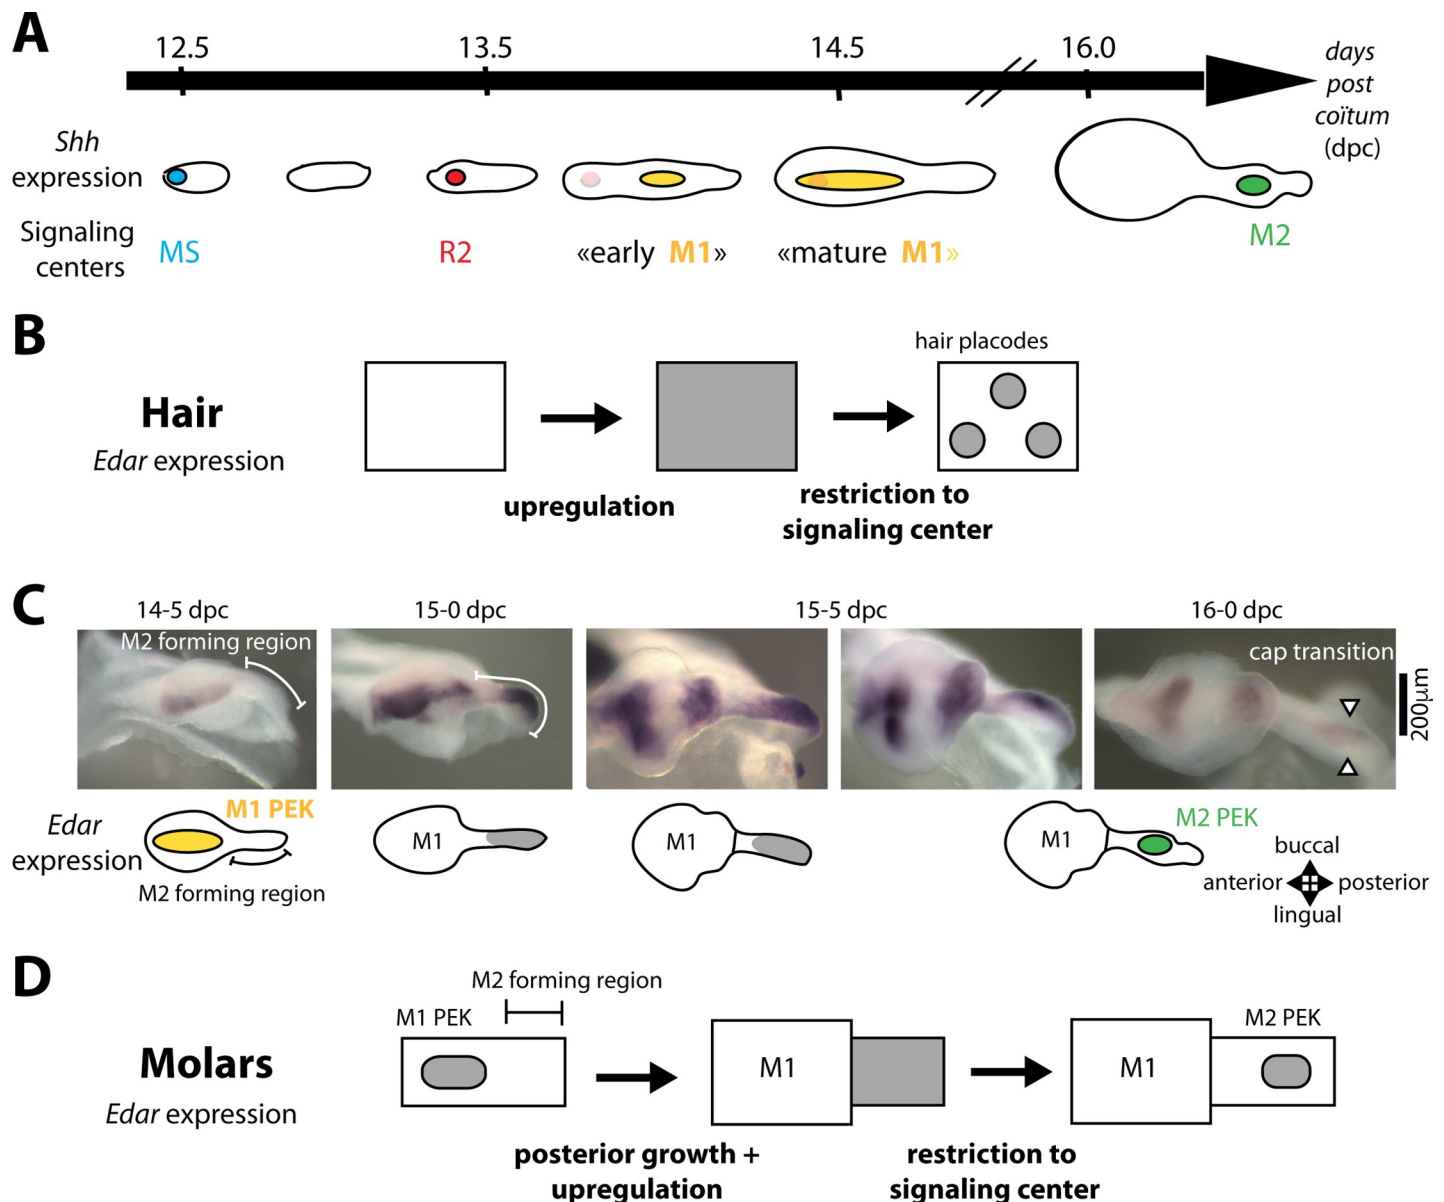 A
12.5 13.5 14.5 16.0
days
post
coïtum
(dpc)
Shh
expression
Signaling
centers
MS R2 «early M1» «mature M1» M2
B
hair placodes
Hair
Edar expression
upregulation
restriction to
signaling center
C
14-5 dpc 15-0 dpc 15-5 dpc 16-0 dpc
M2 forming region
cap transition
200µm
Edar
expression
M1 PEK
M2 forming region
M1
M1
M1
M2 PEK
buccal
anterior posterior
lingual
D
M2 forming region
M1 PEK
M2 PEK
Molars
Edar expression
M1
M1
posterior growth +
upregulation
restriction to
signaling center